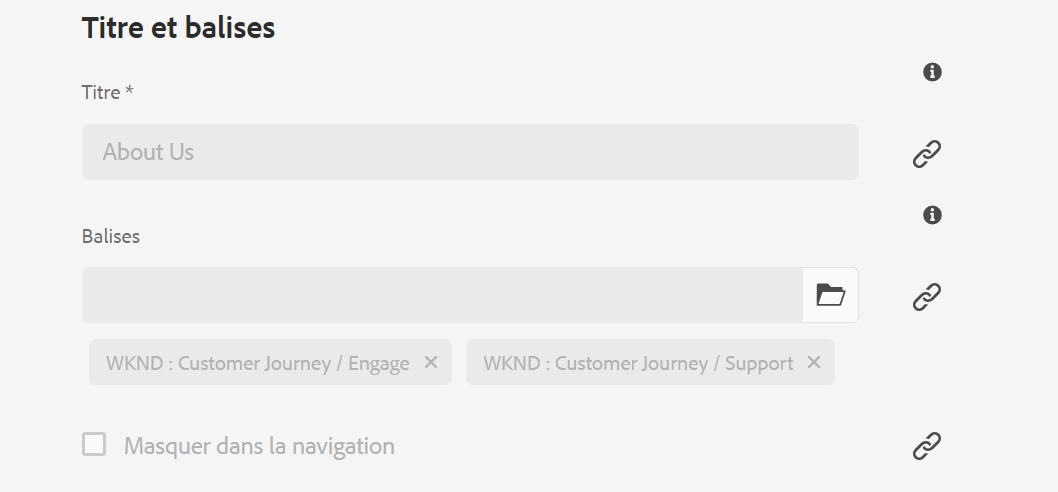 Titre et balises
Titre *
About Us
Balises
WKND : Customer Journey / Engage
WKND : Customer Journey / Support
Masquer dans la navigation